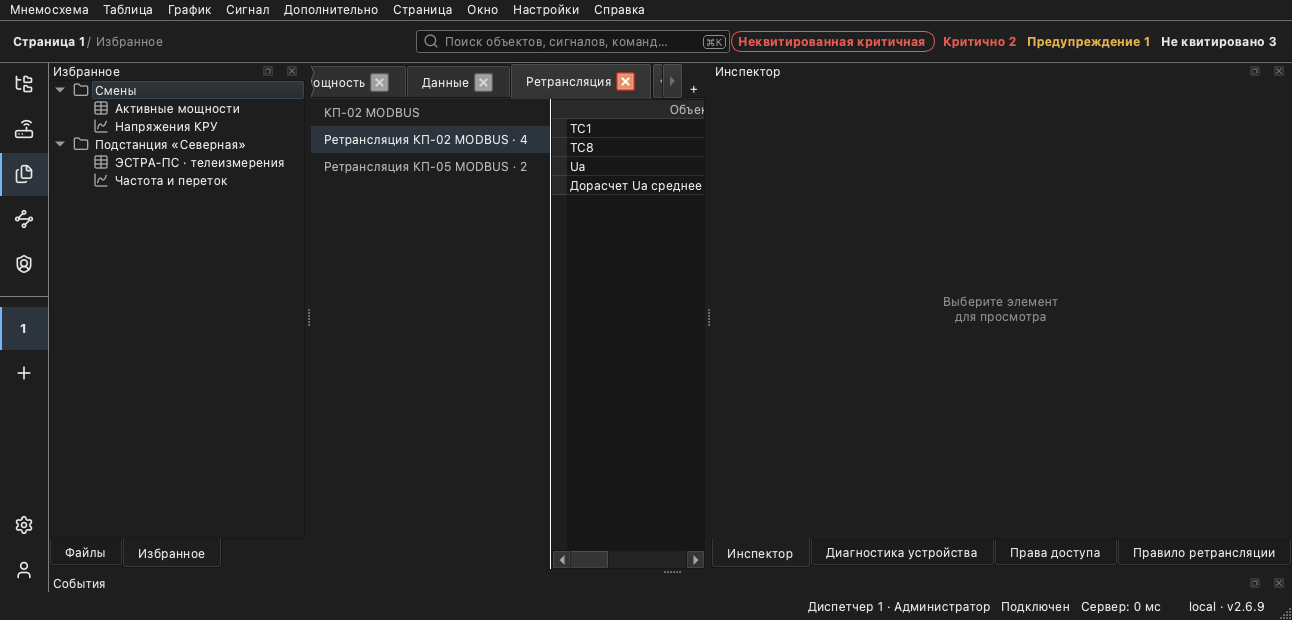 Мнемосхема Таблица График Сигнал Дополнительно Страница Окно Настройки Справка
Страница 1 / Избранное
Поиск объектов, сигналов, команд... ⌘K
Неквитированная критичная Критично 2 Предупреждение 1 Не квитировано 3
Избранное
Смены
Активные мощности
Напряжения КРУ
Подстанция «Северная»
ЭСТРА-ПС · телеизмерения
Частота и переток
1
Файлы Избранное
ощность Данные Ретрансляция +
КП-02 MODBUS
Ретрансляция КП-02 MODBUS · 4
Ретрансляция КП-05 MODBUS · 2
Объек
ТС1
ТС8
Ua
Дорасчет Ua среднее
Инспектор
Выберите элемент
для просмотра
Инспектор Диагностика устройства Права доступа Правило ретрансляции
События
Диспетчер 1 · Администратор Подключен Сервер: 0 мс local · v2.6.9